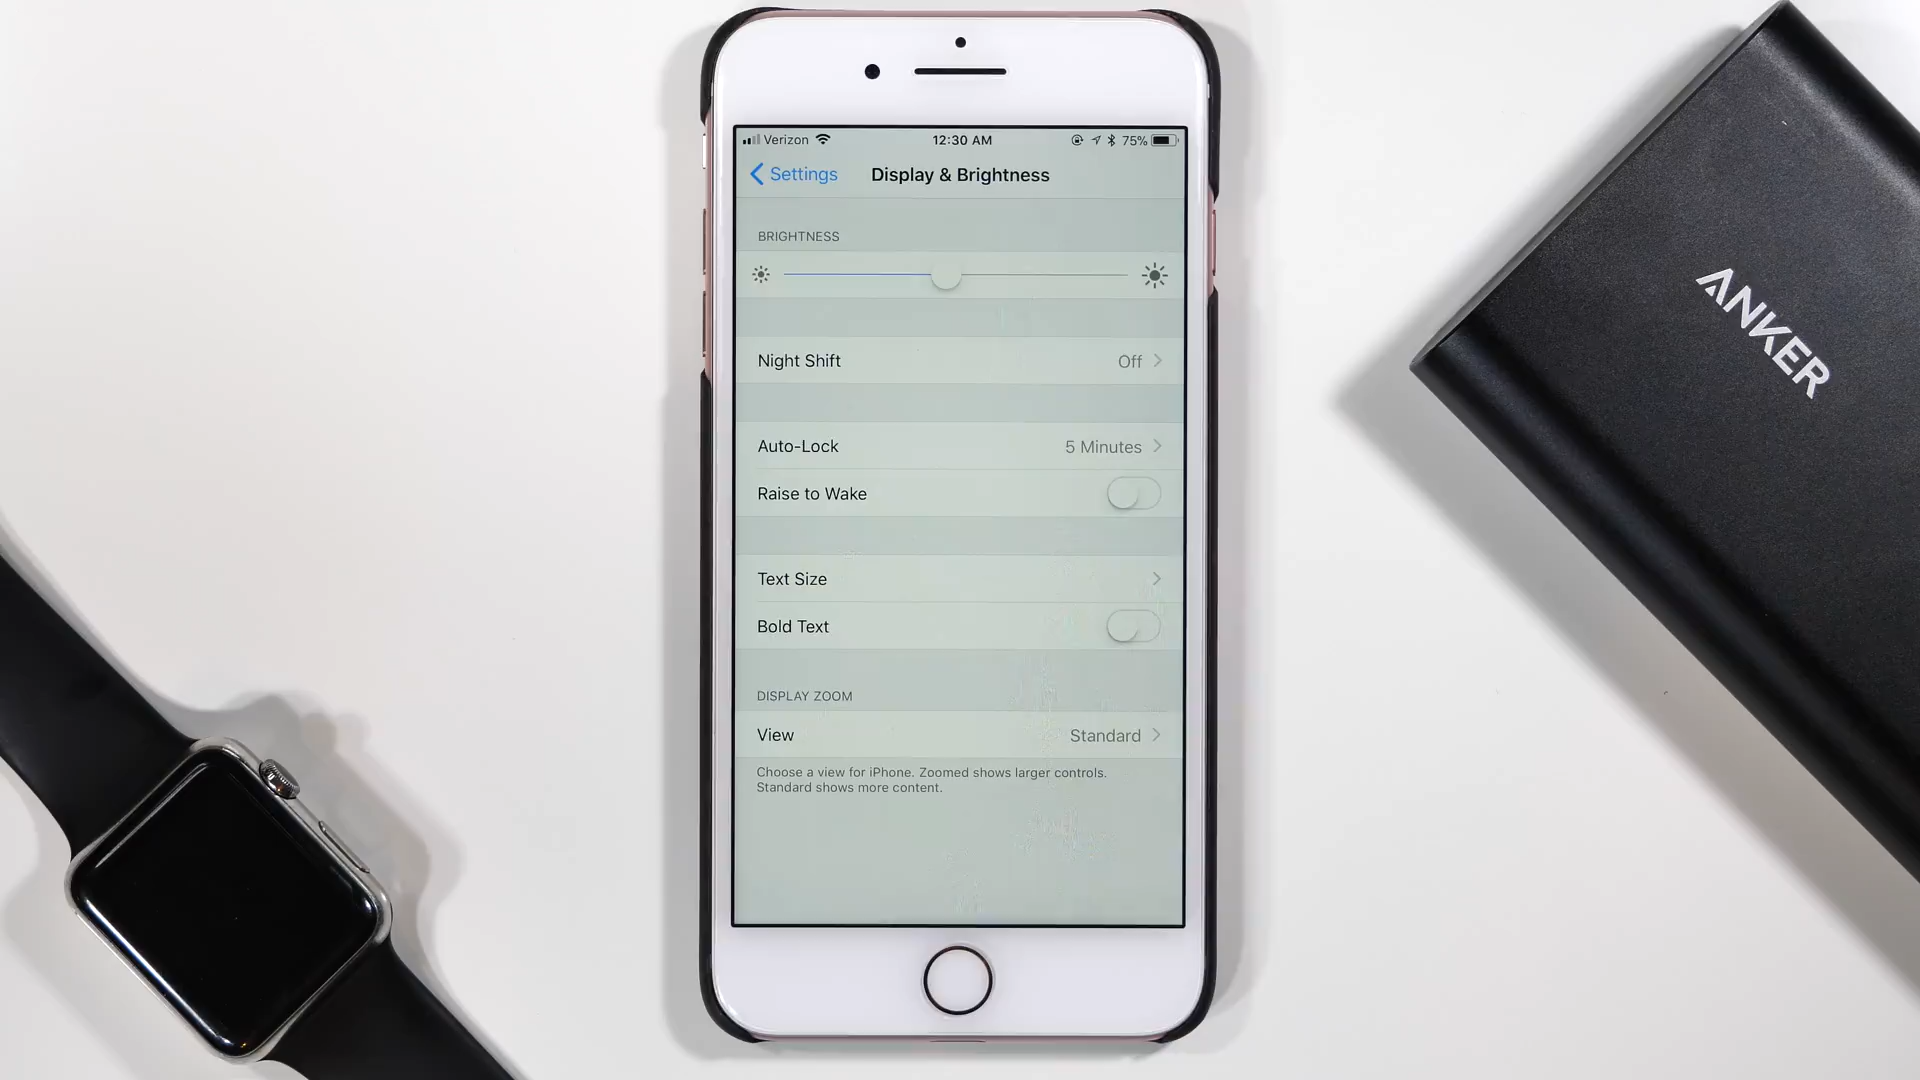 Verizon 12:30 AM 75%
Settings Display & Brightness
BRIGHTNESS
Night Shift Off
Auto-Lock 5 Minutes
Raise to Wake
Text Size
Bold Text
DISPLAY ZOOM
View Standard
Choose a view for iPhone. Zoomed shows larger controls.
Standard shows more content.
ANKER